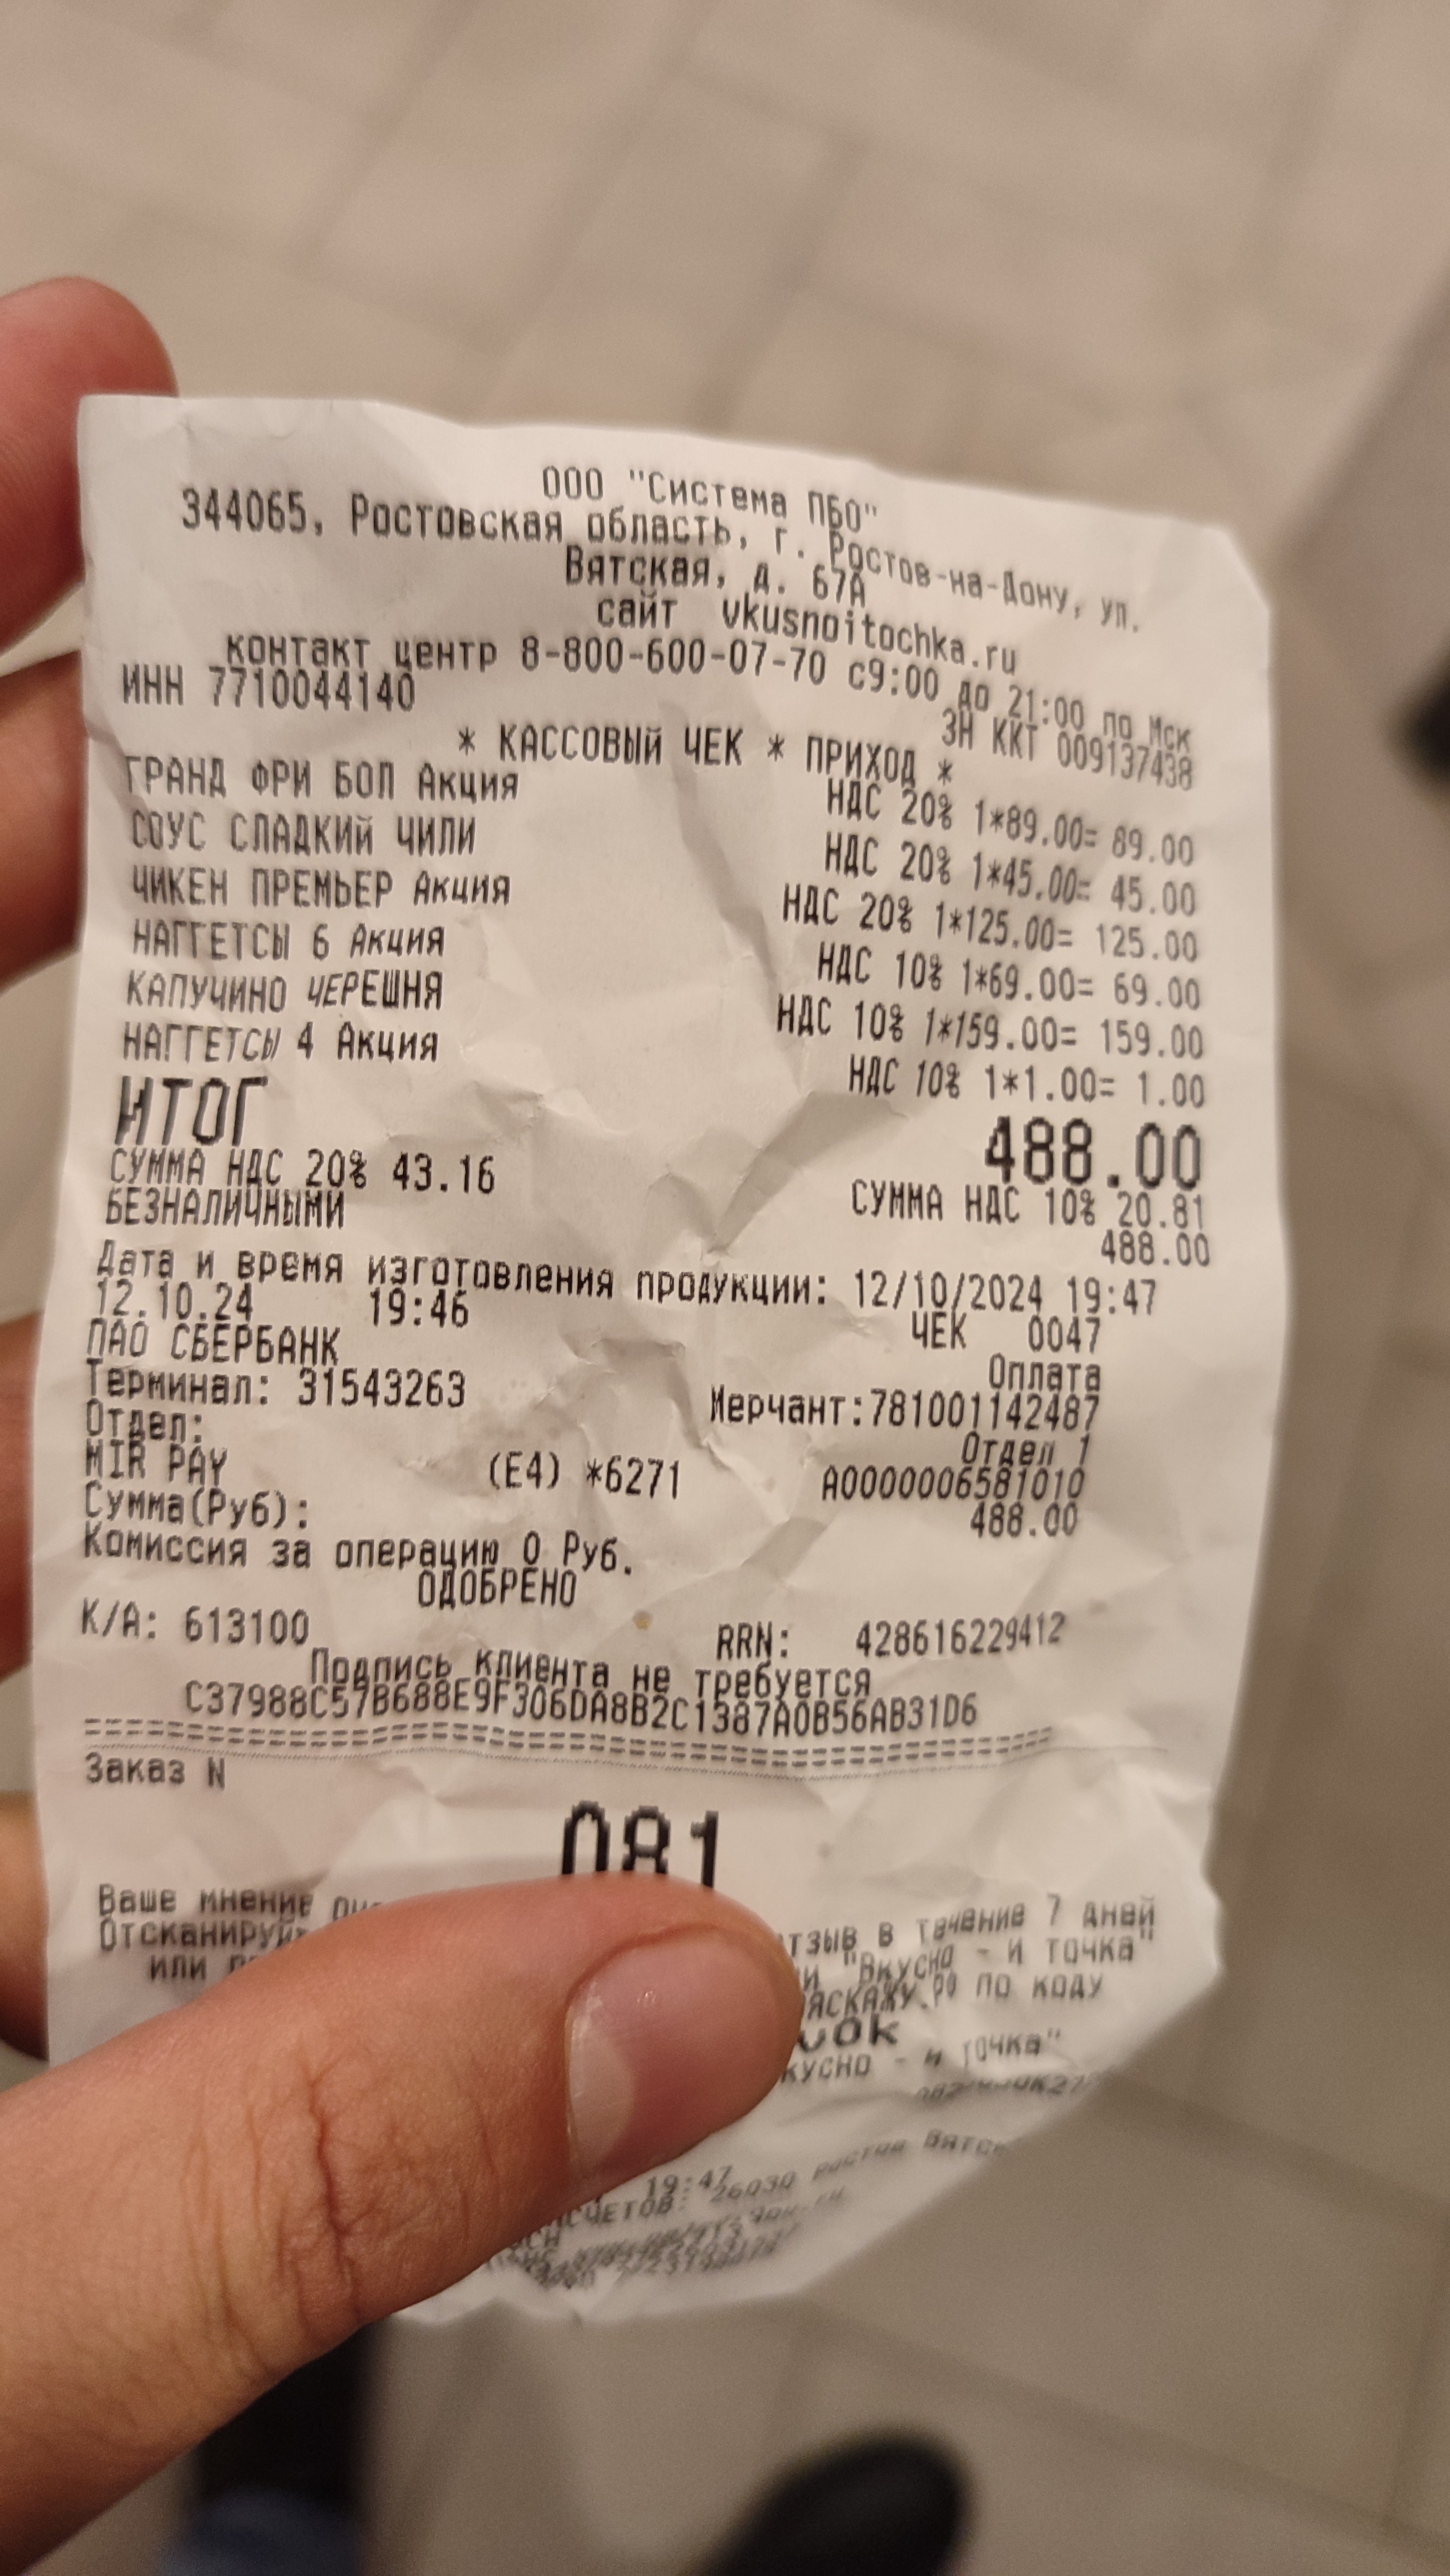 ООО "Система ПБО"
344065, Ростовская область, г. Ростов-на-Дону, ул.
Вятская, д. 67А
сайт vkusnoitochka.ru
контакт центр 8-800-600-07-70 с9:00 до 21:00 по Мск
ИНН 7710044140 ЗН ККТ 009137438
* КАССОВЫЙ ЧЕК * ПРИХОД *
ГРАНД ФРИ БОЛ Акция НДС 20% 1*89.00= 89.00
СОУС СЛАДКИЙ ЧИЛИ НДС 20% 1*45.00= 45.00
ЧИКЕН ПРЕМЬЕР Акция НДС 20% 1*125.00= 125.00
НАГГЕТСЫ 6 Акция НДС 10% 1*69.00= 69.00
КАПУЧИНО ЧЕРЕШНЯ НДС 10% 1*159.00= 159.00
НАГГЕТСЫ 4 Акция НДС 10% 1*1.00= 1.00
ИТОГ 488.00
СУММА НДС 20% 43.16 СУММА НДС 10% 20.81
БЕЗНАЛИЧНЫМИ 488.00
Дата и время изготовления продукции: 12/10/2024 19:47
12.10.24 19:46 ЧЕК 0047
ПАО СБЕРБАНК Оплата
Терминал: 31543263 Мерчант:781001142487
Отдел: Отдел 1
MIR PAY (E4) *6271 A0000006581010
Сумма(Руб): 488.00
Комиссия за операцию 0 Руб.
ОДОБРЕНО
К/А: 613100 RRN: 428616229412
Подпись клиента не требуется
C37988C57B688E9F306DA8B2C1387A0B56AB31D6
Заказ N
081
Ваше мнение в течение 7 дней
"Вкусно - и точка"
или по коду
- и точка"
19:47
26030